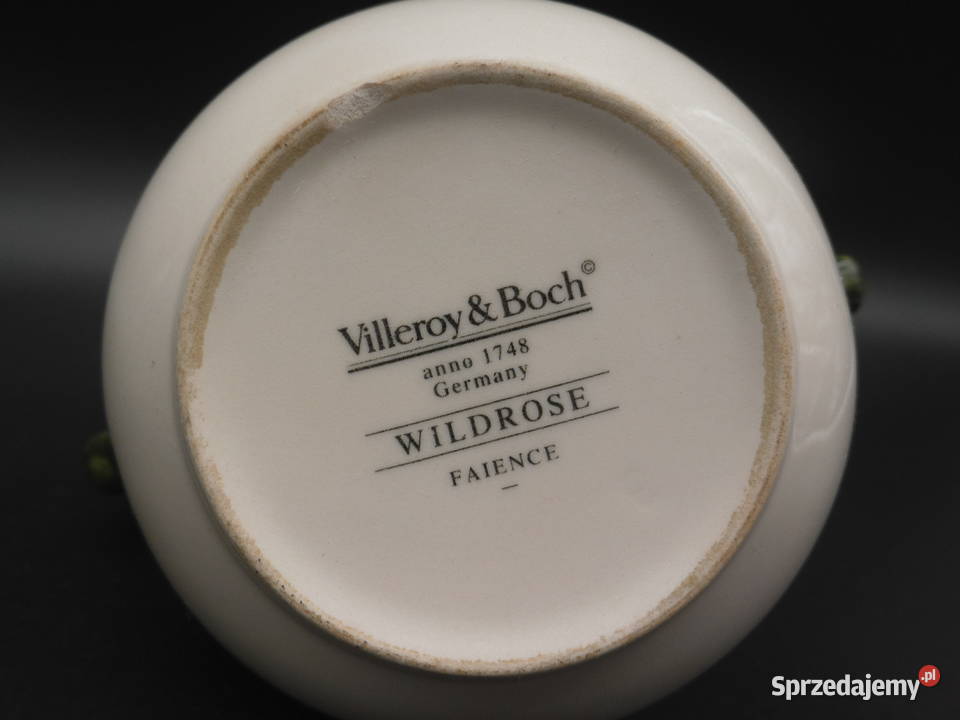 Villeroy & Boch©
anno 1748
Germany
WILDROSE
FAIENCE
Sprzedajemy.pl